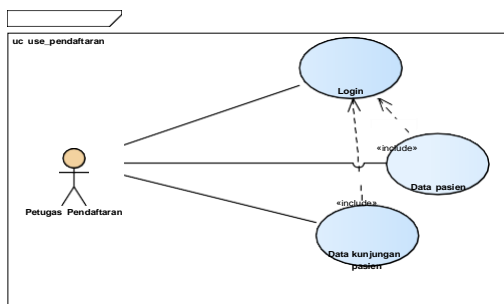 uc use_pendaftaran
Login
«include»
Data pasien
Petugas Pendaftaran
«include»
Data kunjungan
pasien